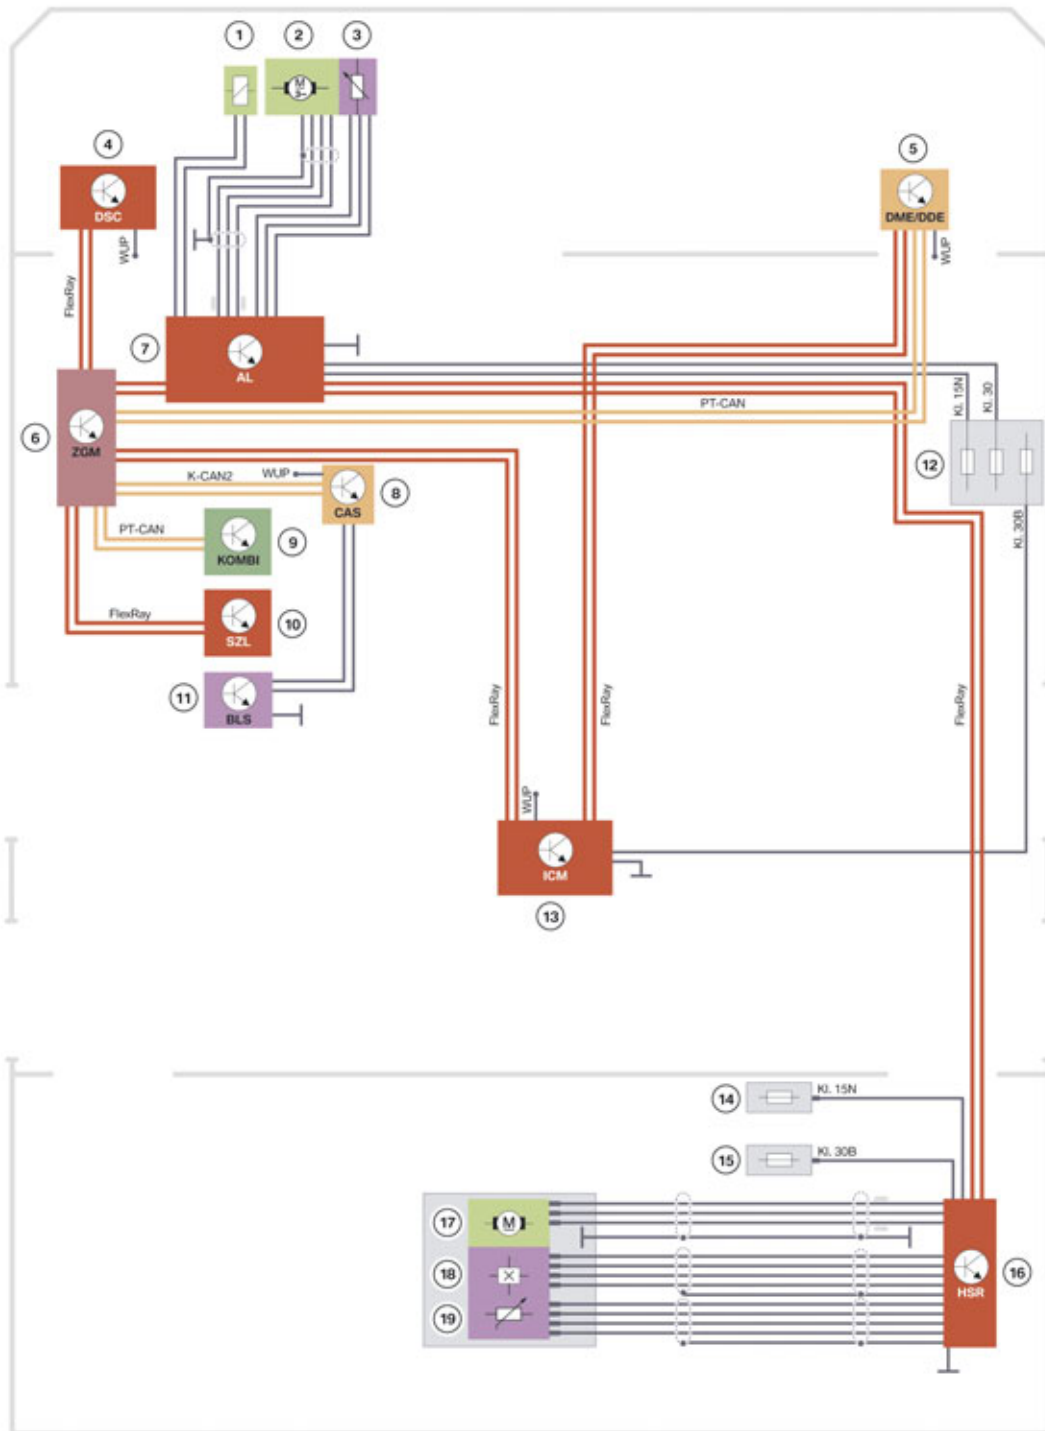 1
2
3
4
5
DSC
DME/DDE
WUP
WUP
FlexRay
7
AL
Kl. 15N
Kl. 30
PT-CAN
6
ZGM
12
K-CAN2
WUP
8
CAS
Kl. 30B
PT-CAN
9
KOMBI
FlexRay
10
SZL
11
BLS
FlexRay
FlexRay
FlexRay
WUP
ICM
13
14
Kl. 15N
15
Kl. 30B
17
M
18
16
HSR
19
M